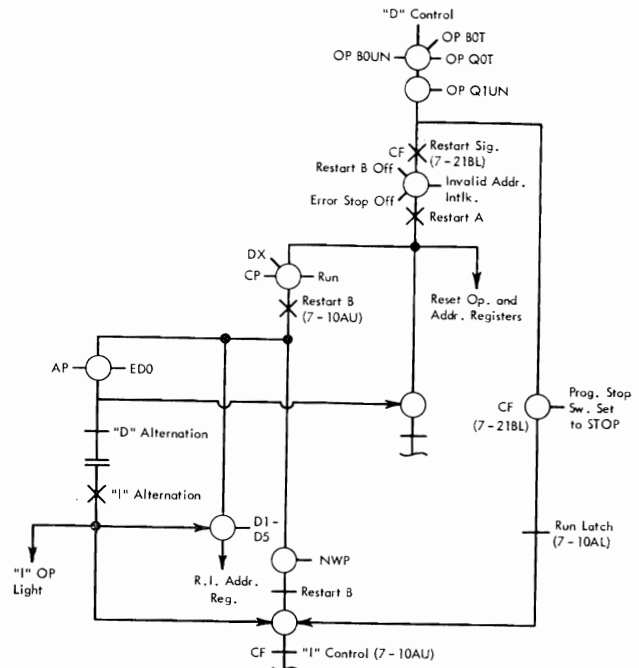 "D" Control
OP B0T
OP B0UN
OP Q0T
OP Q1UN
CF
Restart Sig.
(7-21BL)
Restart B Off
Invalid Addr.
Intlk.
Error Stop Off
Restart A
DX
CP
Run
Reset Op. and
Addr. Registers
Restart B
(7-10AU)
AP
ED0
CF
(7-21BL)
Prog. Stop
Sw. Set
to STOP
"D" Alternation
"I" Alternation
D1-
D5
Run Latch
(7-10AL)
"I" OP
Light
R.I. Addr.
Reg.
NWP
Restart B
CF
"I" Control (7-10AU)